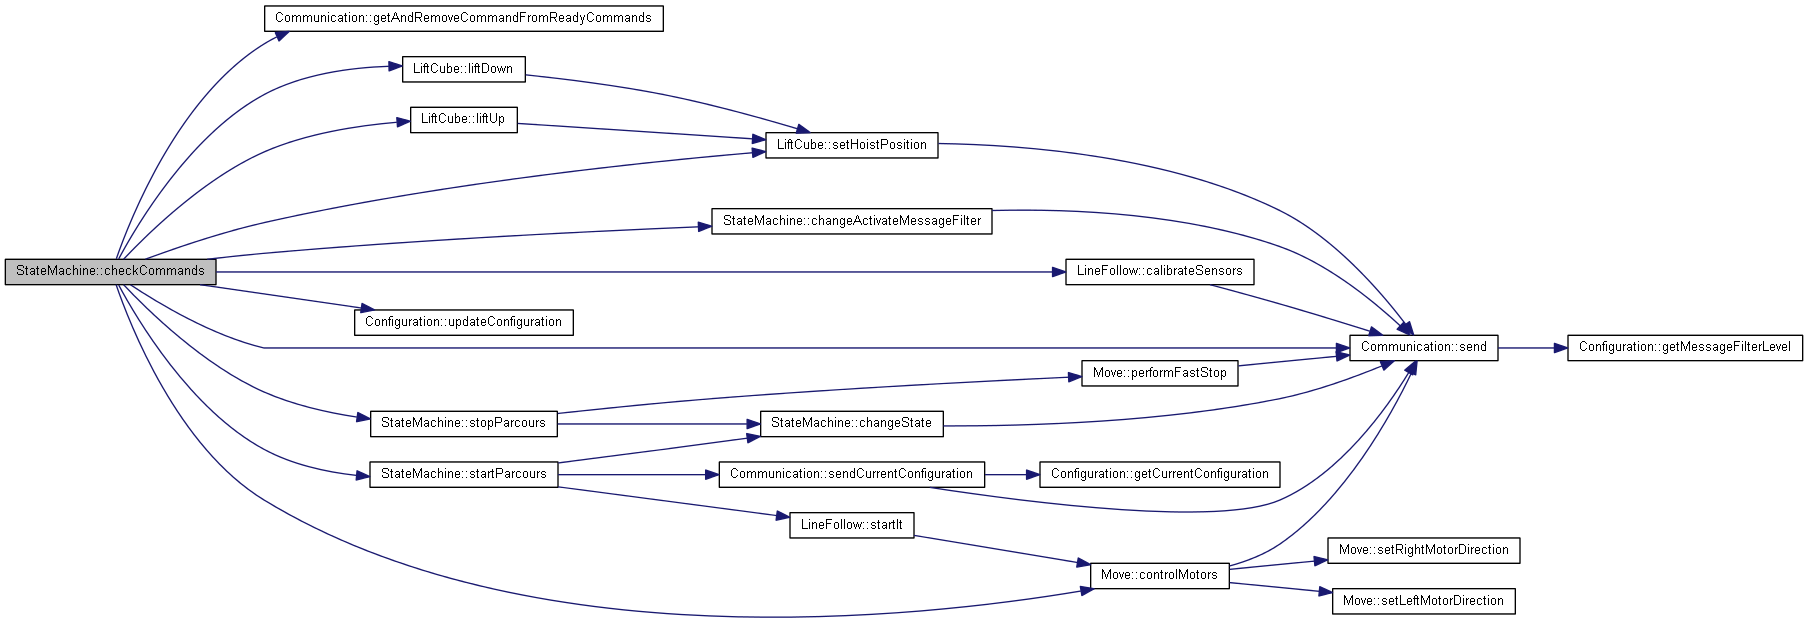 Communication::getAndRemoveCommandFromReadyCommands
LiftCube::liftDown
LiftCube::liftUp
LiftCube::setHoistPosition
StateMachine::changeActivateMessageFilter
StateMachine::checkCommands
LineFollow::calibrateSensors
Configuration::updateConfiguration
Communication::send
Configuration::getMessageFilterLevel
Move::performFastStop
StateMachine::stopParcours
StateMachine::changeState
StateMachine::startParcours
Communication::sendCurrentConfiguration
Configuration::getCurrentConfiguration
LineFollow::startIt
Move::setRightMotorDirection
Move::controlMotors
Move::setLeftMotorDirection